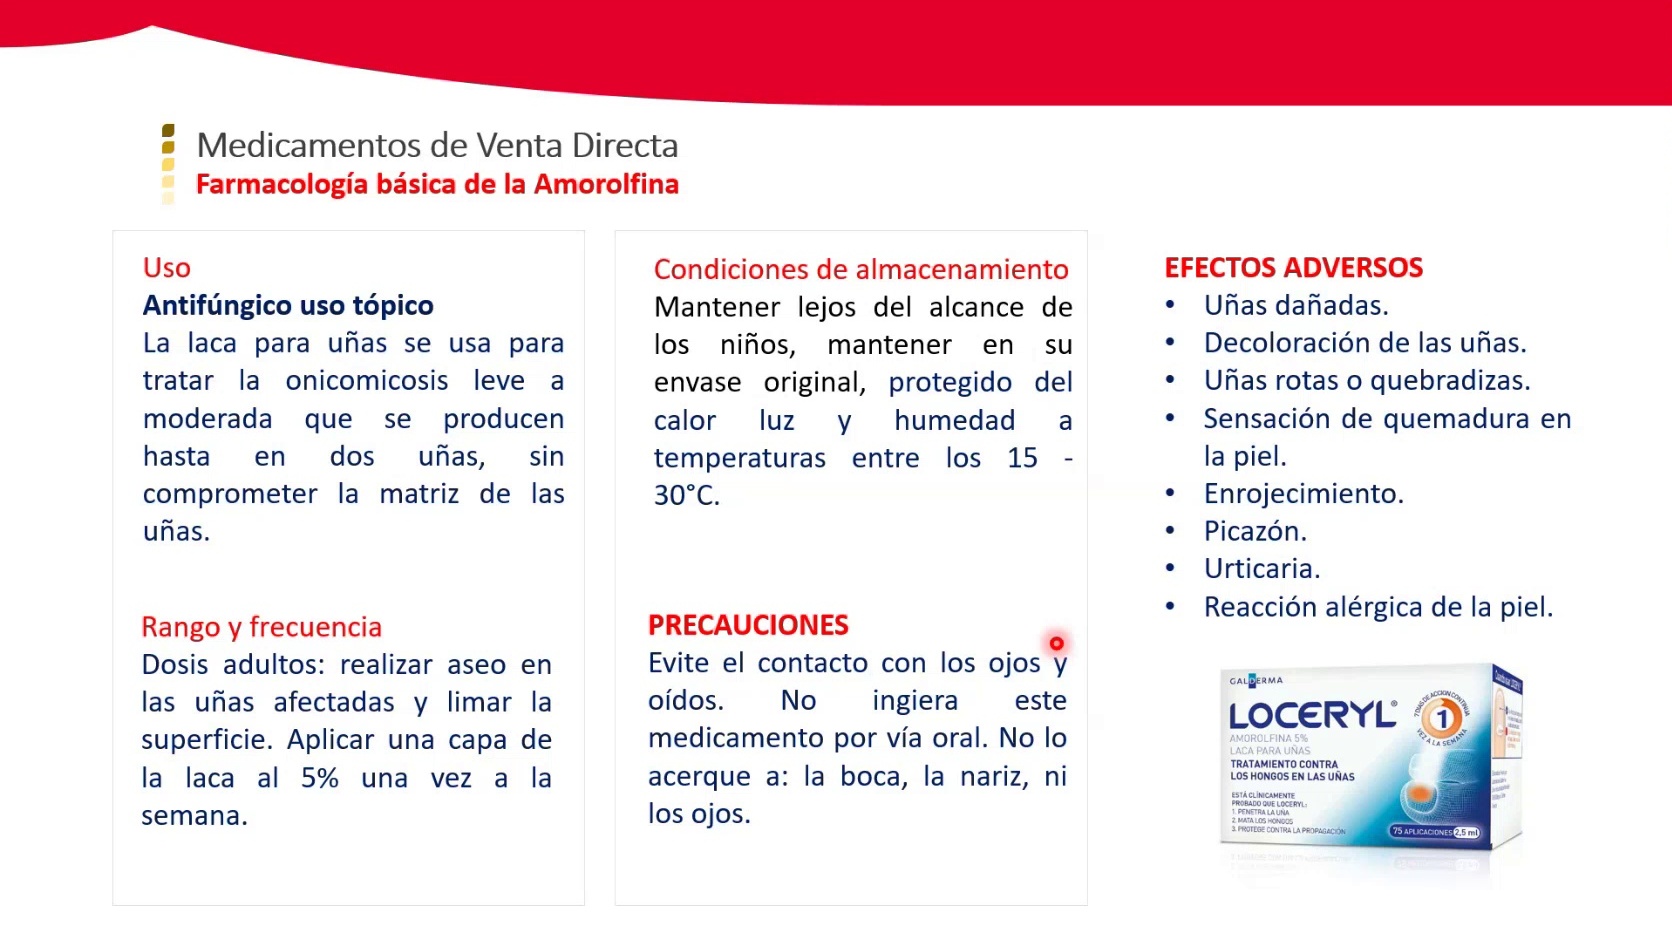 Medicamentos de Venta Directa
Farmacología básica de la Amorolfina
Uso
Antifúngico uso tópico
La laca para uñas se usa para
tratar la onicomicosis leve a
moderada que se producen
hasta en dos uñas, sin
comprometer la matriz de las
uñas.
Rango y frecuencia
Dosis adultos: realizar aseo en
las uñas afectadas y limar la
superficie. Aplicar una capa de
la laca al 5% una vez a la
semana.
Condiciones de almacenamiento
Mantener lejos del alcance de
los niños, mantener en su
envase original, protegido del
calor luz y humedad a
temperaturas entre los 15 -
30°C.
PRECAUCIONES
Evite el contacto con los ojos y
oídos. No ingiera este
medicamento por vía oral. No lo
acerque a: la boca, la nariz, ni
los ojos.
EFECTOS ADVERSOS
• Uñas dañadas.
• Decoloración de las uñas.
• Uñas rotas o quebradizas.
• Sensación de quemadura en
la piel.
• Enrojecimiento.
• Picazón.
• Urticaria.
• Reacción alérgica de la piel.
GALDERMA
LOCERYL®
AMOROLFINA 5%
LACA PARA UÑAS
TRATAMIENTO CONTRA
LOS HONGOS EN LAS UÑAS
7 DÍAS DE ACCIÓN CONTINUA
1
VEZ A LA SEMANA
ESTÁ CLÍNICAMENTE
PROBADO QUE LOCERYL:
1. PENETRA LA UÑA
2. MATA LOS HONGOS
3. PROTEGE CONTRA LA PROPAGACIÓN
75 APLICACIONES 2,5 ml